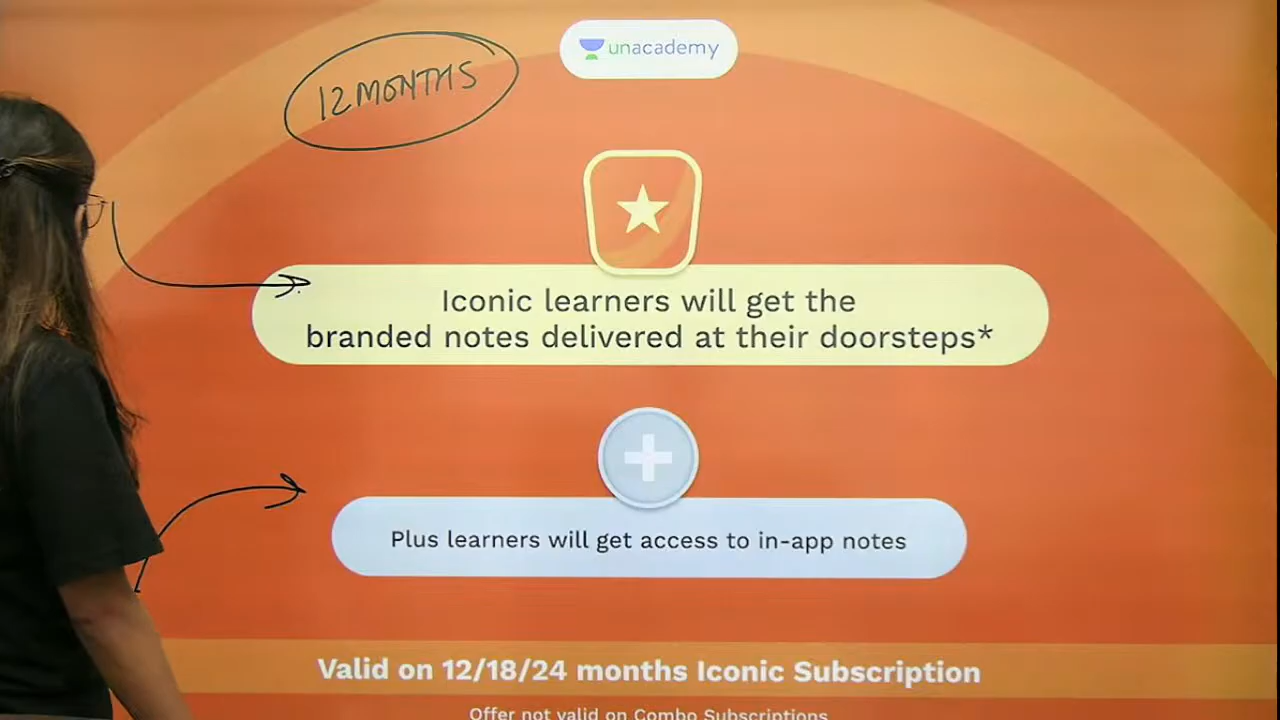 unacademy
12 MONTHS
Iconic learners will get the
branded notes delivered at their doorsteps*
Plus learners will get access to in-app notes
Valid on 12/18/24 months Iconic Subscription
Offer not valid on Combo Subscriptions